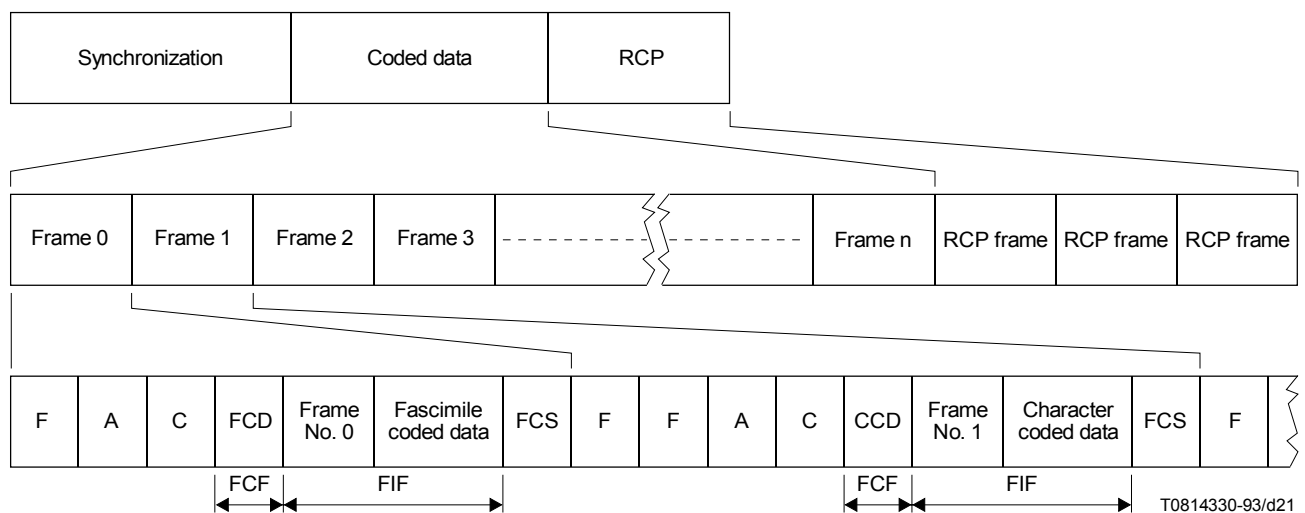 Synchronization Coded data RCP
Frame 0 Frame 1 Frame 2 Frame 3 Frame n RCP frame RCP frame RCP frame
F A C FCD Frame No. 0 Fascimile coded data FCS F F A C CCD Frame No. 1 Character coded data FCS F
FCF FIF FCF FIF
T0814330-93/d21